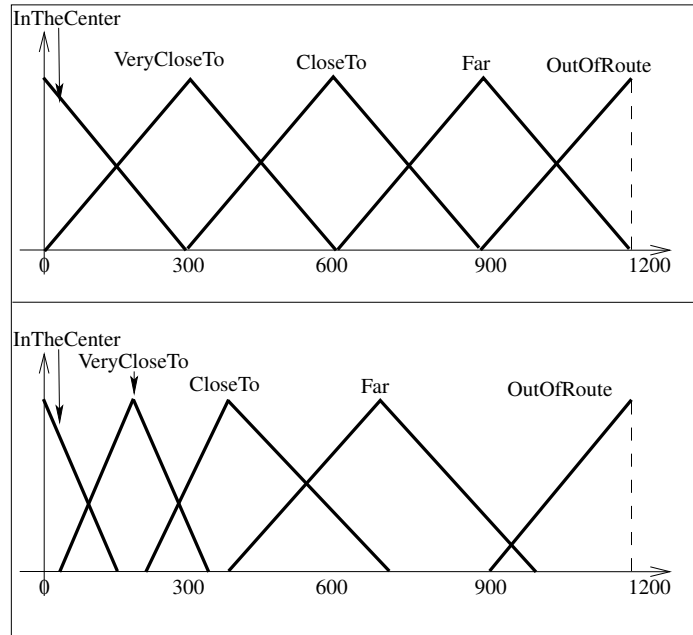 InTheCenter
VeryCloseTo
CloseTo
Far
OutOfRoute
0
300
600
900
1200
InTheCenter
VeryCloseTo
CloseTo
Far
OutOfRoute
0
300
600
900
1200